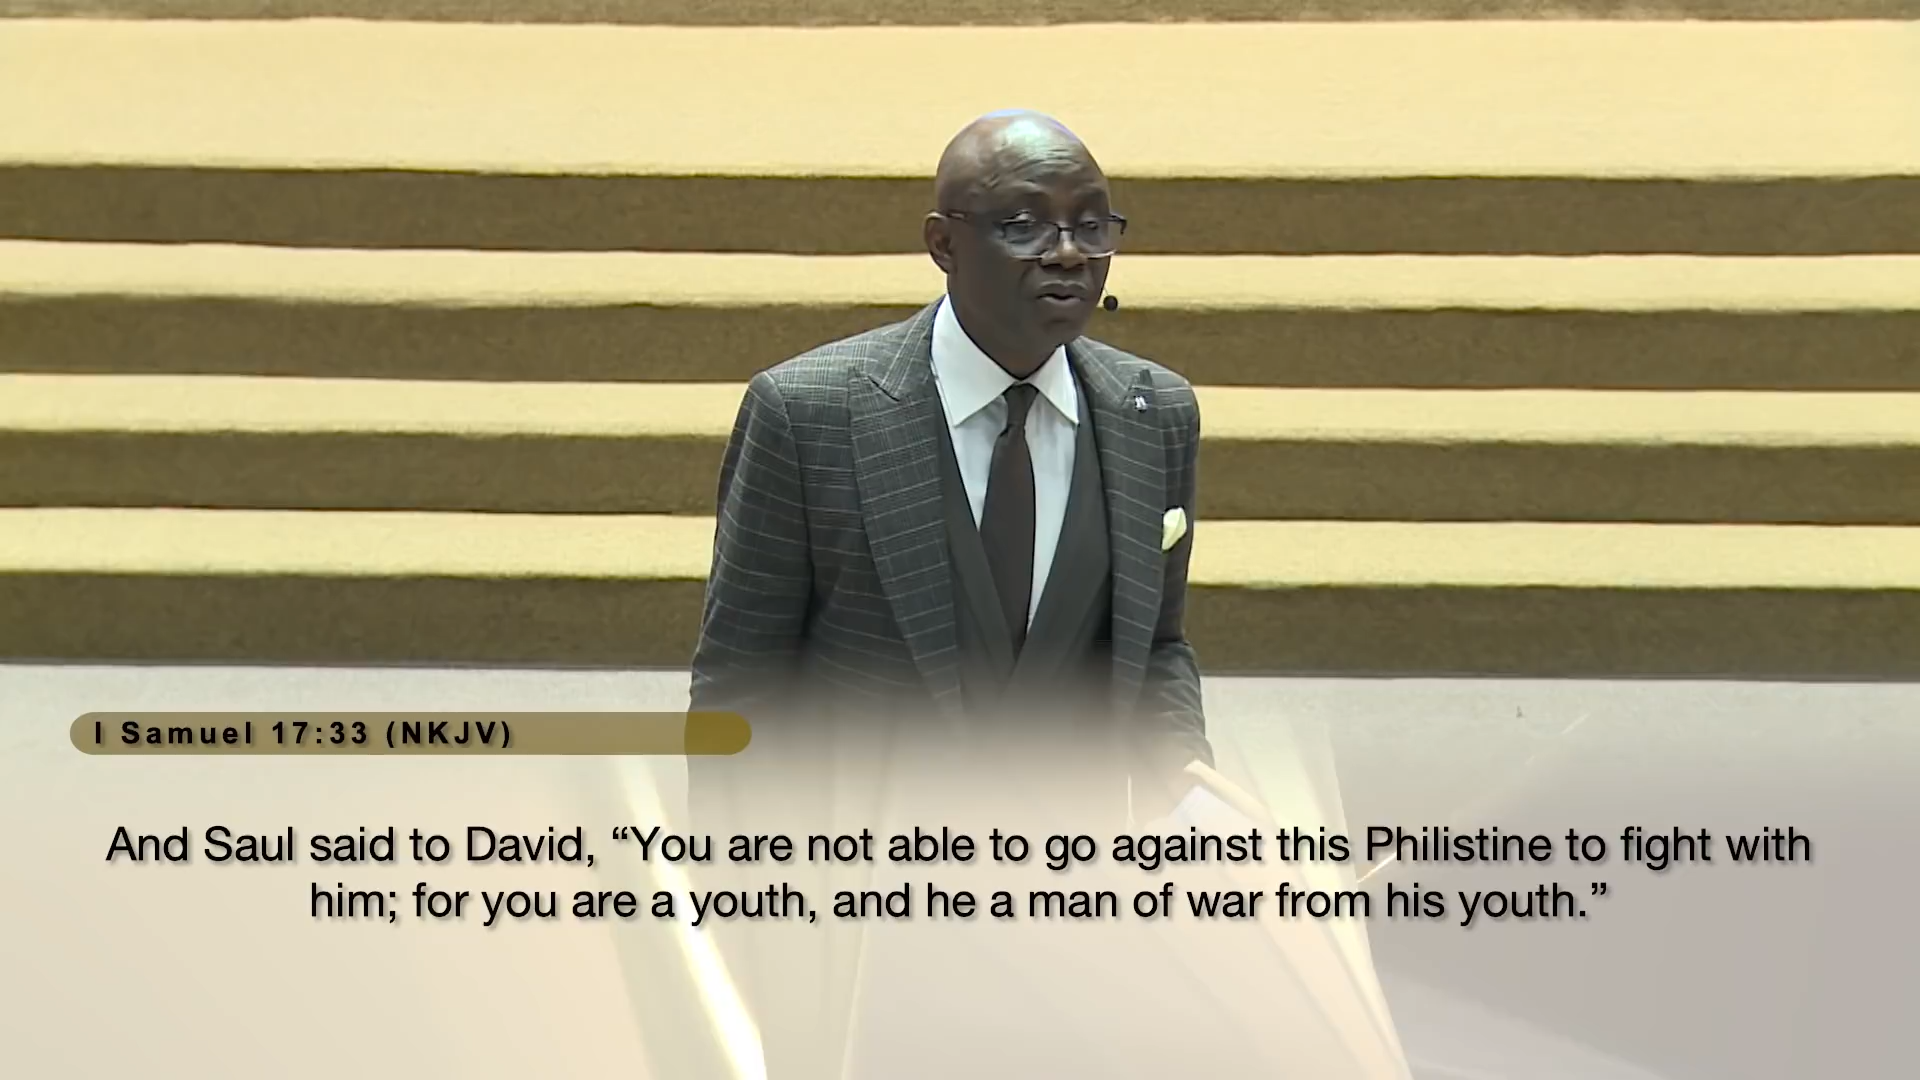 I Samuel 17:33 (NKJV)
And Saul said to David, “You are not able to go against this Philistine to fight with
him; for you are a youth, and he a man of war from his youth.”